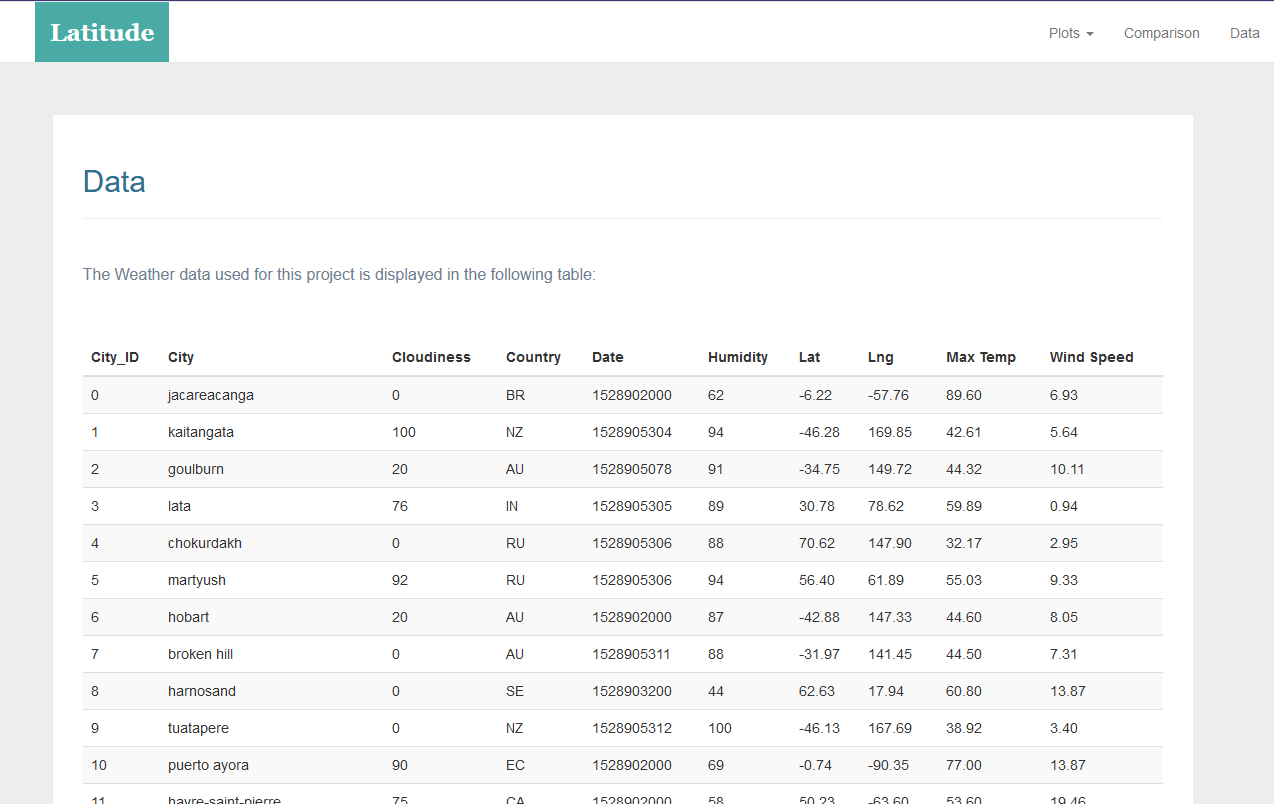 Latitude
Plots Comparison Data
Data
The Weather data used for this project is displayed in the following table:
City_ID City Cloudiness Country Date Humidity Lat Lng Max Temp Wind Speed
0 jacareacanga 0 BR 1528902000 62 -6.22 -57.76 89.60 6.93
1 kaitangata 100 NZ 1528905304 94 -46.28 169.85 42.61 5.64
2 goulburn 20 AU 1528905078 91 -34.75 149.72 44.32 10.11
3 lata 76 IN 1528905305 89 30.78 78.62 59.89 0.94
4 chokurdakh 0 RU 1528905306 88 70.62 147.90 32.17 2.95
5 martyush 92 RU 1528905306 94 56.40 61.89 55.03 9.33
6 hobart 20 AU 1528902000 87 -42.88 147.33 44.60 8.05
7 broken hill 0 AU 1528905311 88 -31.97 141.45 44.50 7.31
8 harnosand 0 SE 1528903200 44 62.63 17.94 60.80 13.87
9 tuatapere 0 NZ 1528905312 100 -46.13 167.69 38.92 3.40
10 puerto ayora 90 EC 1528902000 69 -0.74 -90.35 77.00 13.87
11 havre-saint-pierre 75 CA 1528902000 58 50.23 -63.60 53.60 19.46